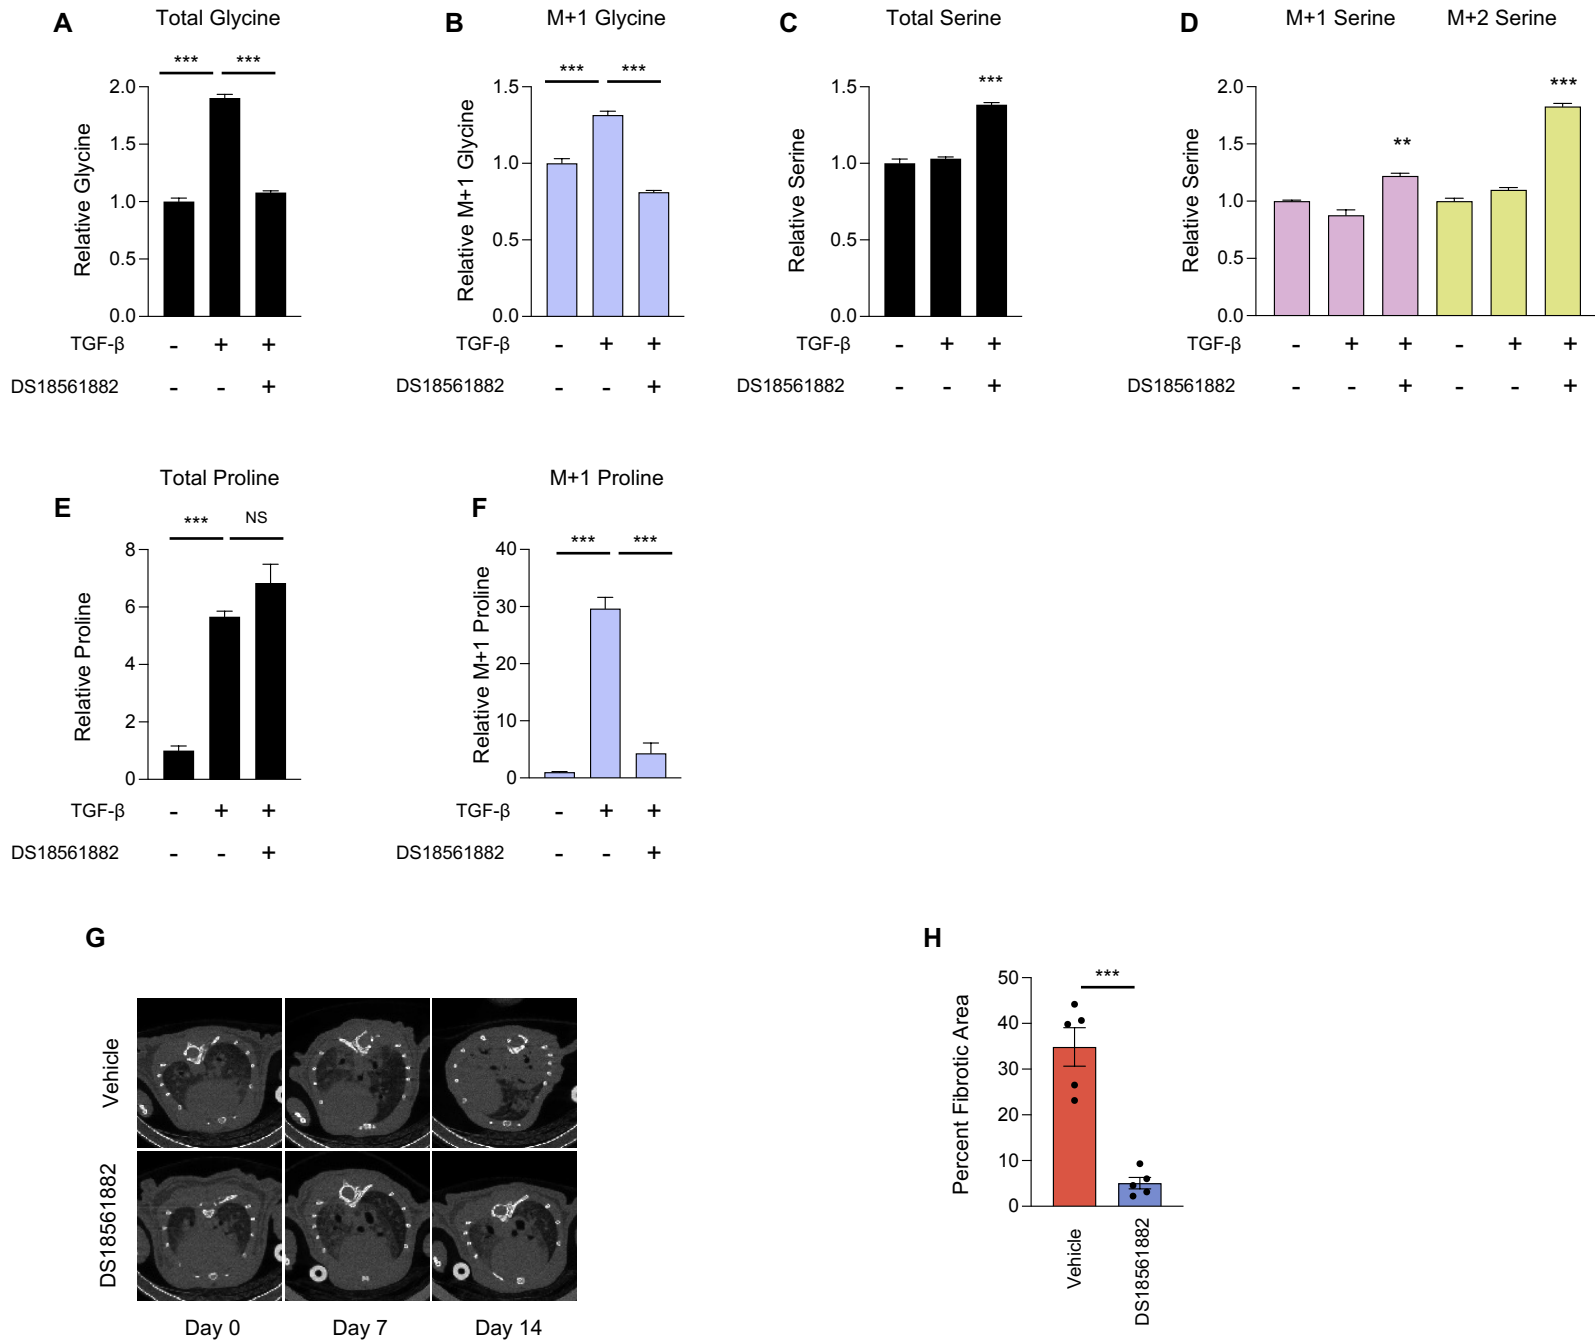 A
Total Glycine
*** ***
Relative Glycine
2.0
1.5
1.0
0.5
0.0
TGF-β - + +
DS18561882 - - +
B
M+1 Glycine
*** ***
Relative M+1 Glycine
1.5
1.0
0.5
0.0
TGF-β - + +
DS18561882 - - +
C
Total Serine
***
Relative Serine
1.5
1.0
0.5
0.0
TGF-β - + +
DS18561882 - - +
D
M+1 Serine M+2 Serine
** ***
Relative Serine
2.0
1.5
1.0
0.5
0.0
TGF-β - + + - + +
DS18561882 - - + - - +
E
Total Proline
*** NS
Relative Proline
8
6
4
2
0
TGF-β - + +
DS18561882 - - +
F
M+1 Proline
*** ***
Relative M+1 Proline
40
30
20
10
0
TGF-β - + +
DS18561882 - - +
G
Vehicle
DS18561882
Day 0 Day 7 Day 14
H
***
Percent Fibrotic Area
50
40
30
20
10
0
Vehicle
DS18561882